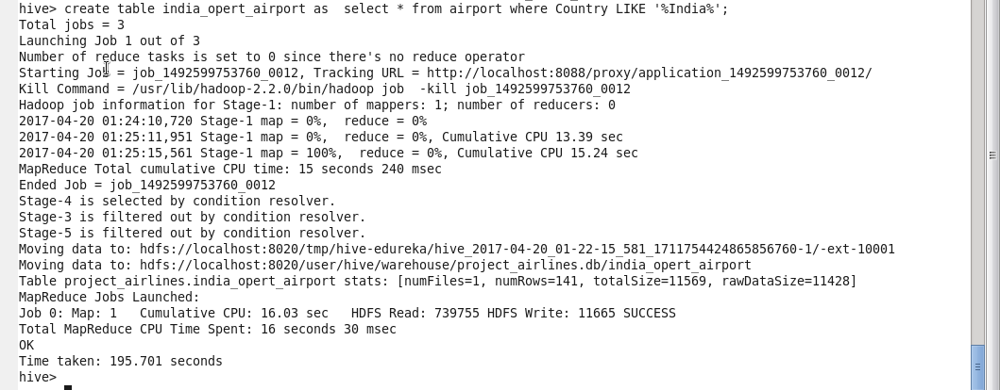 hive> create table india_opert_airport as  select * from airport where Country LIKE '%India%';
Total jobs = 3
Launching Job 1 out of 3
Number of reduce tasks is set to 0 since there's no reduce operator
Starting Job = job_1492599753760_0012, Tracking URL = http://localhost:8088/proxy/application_1492599753760_0012/
Kill Command = /usr/lib/hadoop-2.2.0/bin/hadoop job  -kill job_1492599753760_0012
Hadoop job information for Stage-1: number of mappers: 1; number of reducers: 0
2017-04-20 01:24:10,720 Stage-1 map = 0%,  reduce = 0%
2017-04-20 01:25:11,951 Stage-1 map = 0%,  reduce = 0%, Cumulative CPU 13.39 sec
2017-04-20 01:25:15,561 Stage-1 map = 100%,  reduce = 0%, Cumulative CPU 15.24 sec
MapReduce Total cumulative CPU time: 15 seconds 240 msec
Ended Job = job_1492599753760_0012
Stage-4 is selected by condition resolver.
Stage-3 is filtered out by condition resolver.
Stage-5 is filtered out by condition resolver.
Moving data to: hdfs://localhost:8020/tmp/hive-edureka/hive_2017-04-20_01-22-15_581_1711754424865856760-1/-ext-10001
Moving data to: hdfs://localhost:8020/user/hive/warehouse/project_airlines.db/india_opert_airport
Table project_airlines.india_opert_airport stats: [numFiles=1, numRows=141, totalSize=11569, rawDataSize=11428]
MapReduce Jobs Launched:
Job 0: Map: 1   Cumulative CPU: 16.03 sec   HDFS Read: 739755 HDFS Write: 11665 SUCCESS
Total MapReduce CPU Time Spent: 16 seconds 30 msec
OK
Time taken: 195.701 seconds
hive>